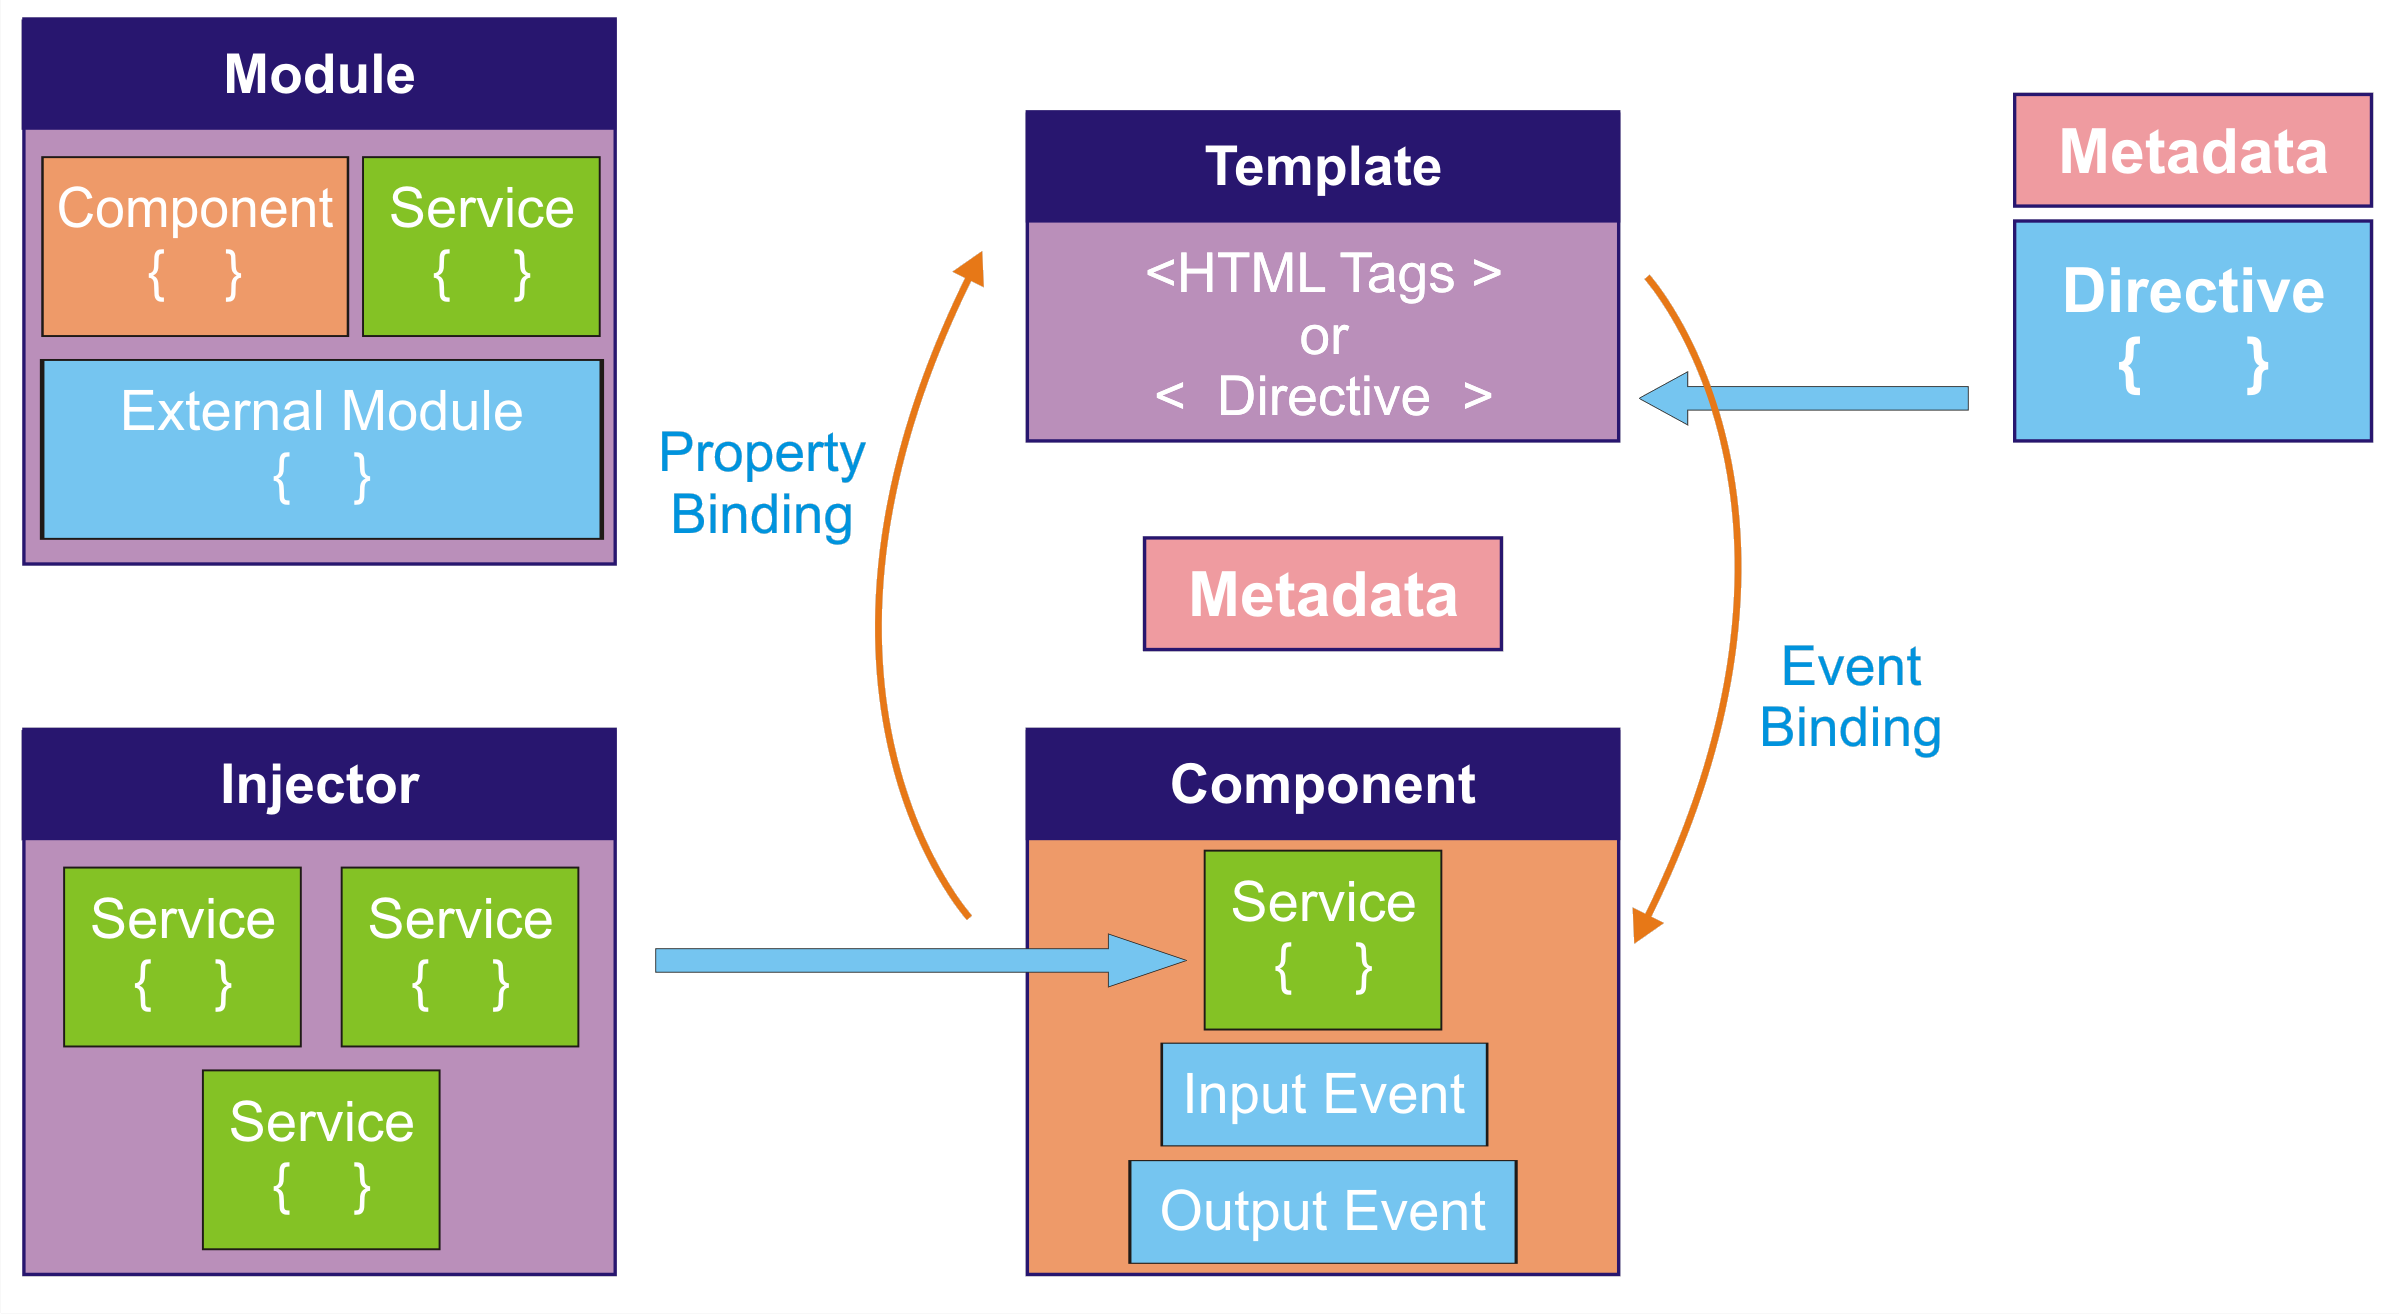 Module
Component
{ }
Service
{ }
External Module
{ }
Property
Binding
Template
<HTML Tags >
or
< Directive >
Metadata
Metadata
Directive
{ }
Event
Binding
Injector
Service
{ }
Service
{ }
Service
{ }
Component
Service
{ }
Input Event
Output Event